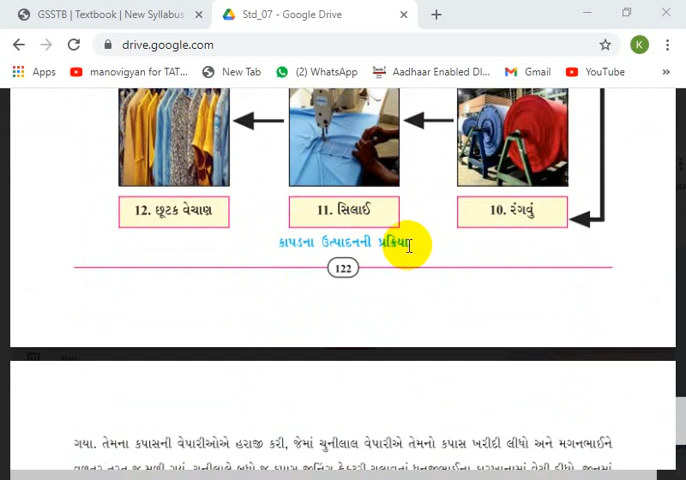 GSSTB | Textbook | New Syllabus
Std_07 - Google Drive
drive.google.com
K
Apps
manovigyan for TAT...
New Tab
(2) WhatsApp
Aadhaar Enabled DI...
Gmail
YouTube
»
12. છૂટક વેચાણ
11. સિલાઈ
10. રંગવું
કાપડના ઉત્પાદનની પ્રક્રિયા
122
ગયા. તેમના કપાસની વેપારીઓએ હરાજી કરી, જેમાં ચુનીલાલ વેપારીએ તેમનો કપાસ ખરીદી લીધો અને મગનભાઈને